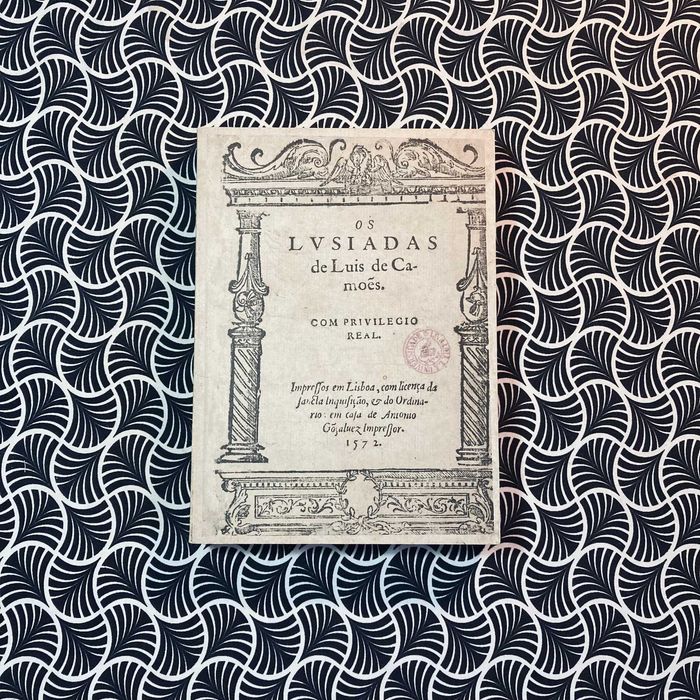 OS
LVSIADAS
de Luis de Ca-
moẽs.
COM PRIVILEGIO
REAL.
Impreſſos em Lisboa, com licença da
ſancta Inquiſição, & do Ordina-
rio: em caſa de Antonio
Gõçaluez Impreſſor.
1572.